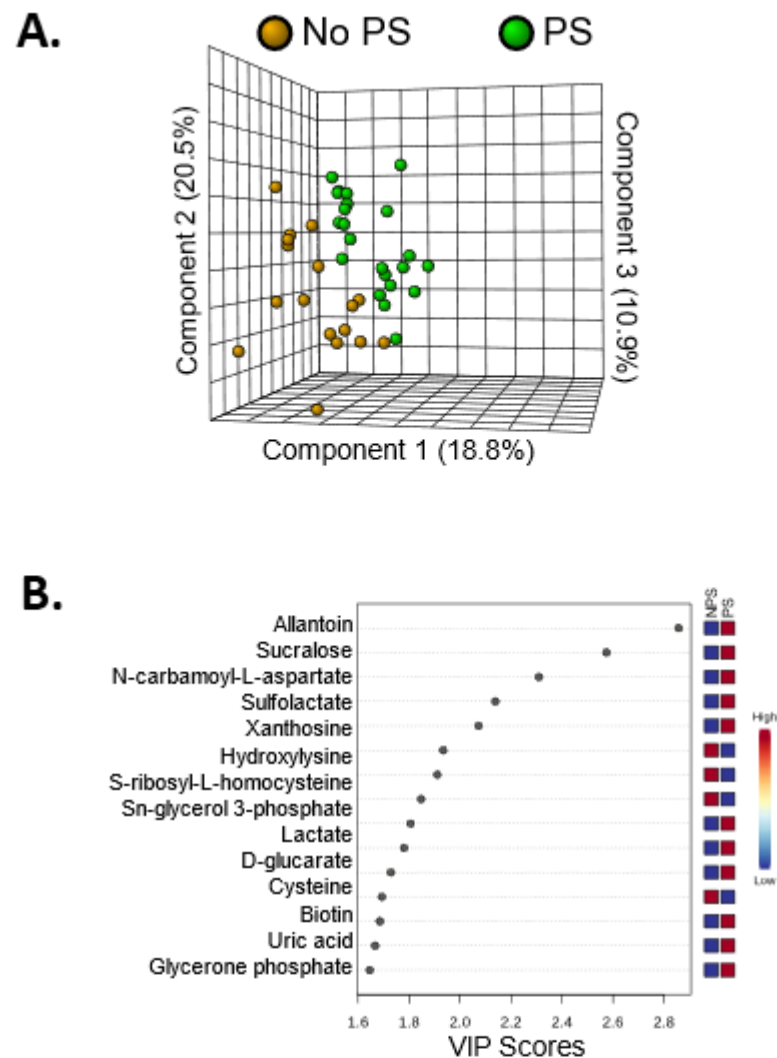 A.
No PS
PS
Component 2 (20.5%)
Component 3 (10.9%)
Component 1 (18.8%)
B.
NPS
PS
Allantoin
Sucralose
N-carbamoyl-L-aspartate
Sulfolactate
Xanthosine
Hydroxylysine
S-ribosyl-L-homocysteine
Sn-glycerol 3-phosphate
Lactate
D-glucarate
Cysteine
Biotin
Uric acid
Glycerone phosphate
High
Low
1.6 1.8 2.0 2.2 2.4 2.6 2.8
VIP Scores